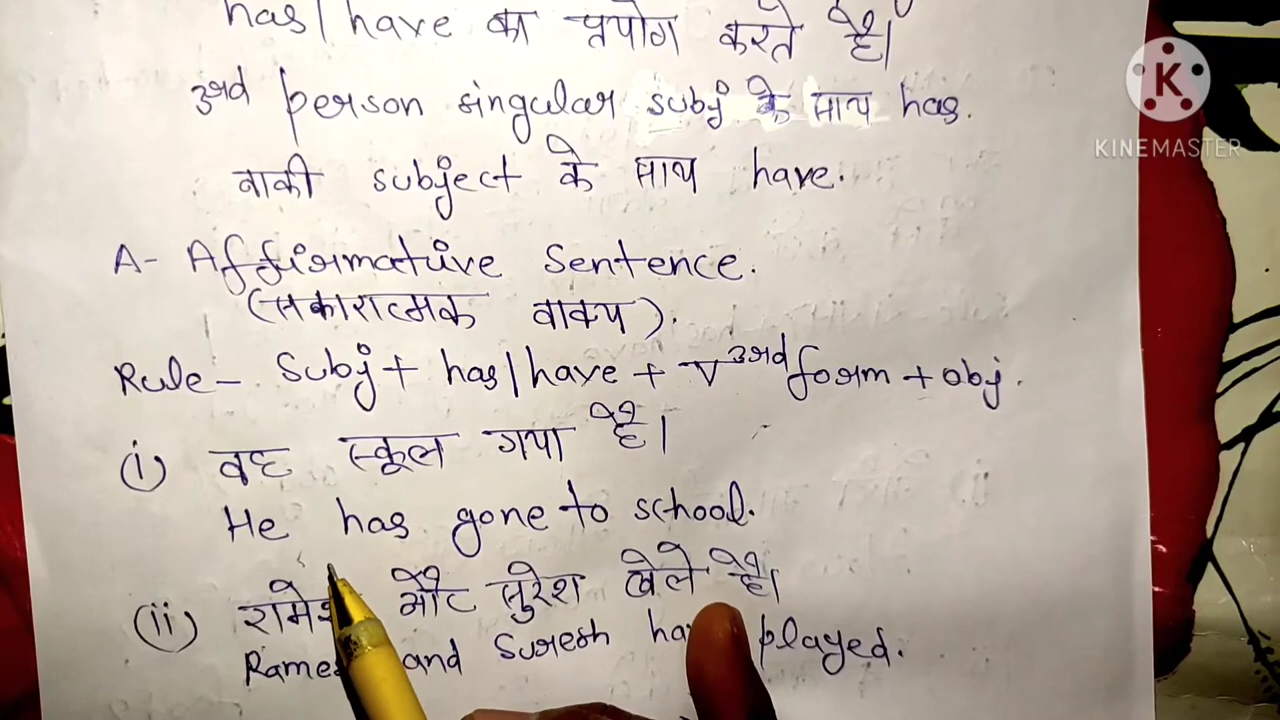 has/have का प्रयोग करते है।
3rd person singular subj के साथ has.
बाकी subject के साथ have.
A- Affirmative Sentence.
(सकारात्मक वाक्य).
Rule- Subj + has/have + V 3rd form + obj.
(i) वह स्कूल गया है।
He has gone to school.
(ii) और सुरेश खेले है।
and Suresh played.
K
KINEMASTER